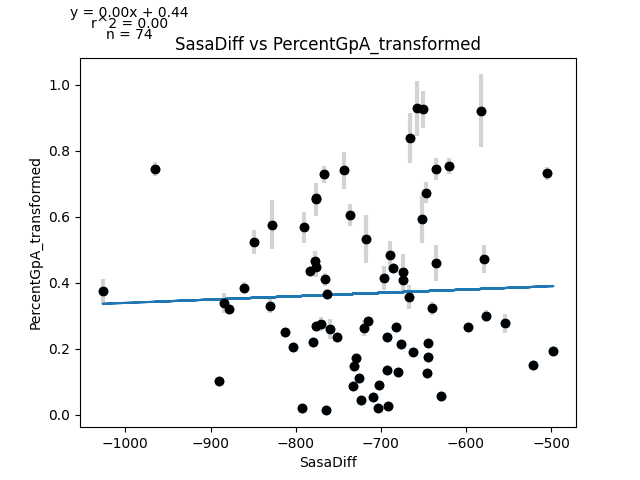 y = 0.00x + 0.44
r^2 = 0.00
n = 74
SasaDiff vs PercentGpA_transformed
PercentGpA_transformed
1.0
0.8
0.6
0.4
0.2
0.0
−1000
−900
−800
−700
−600
−500
SasaDiff